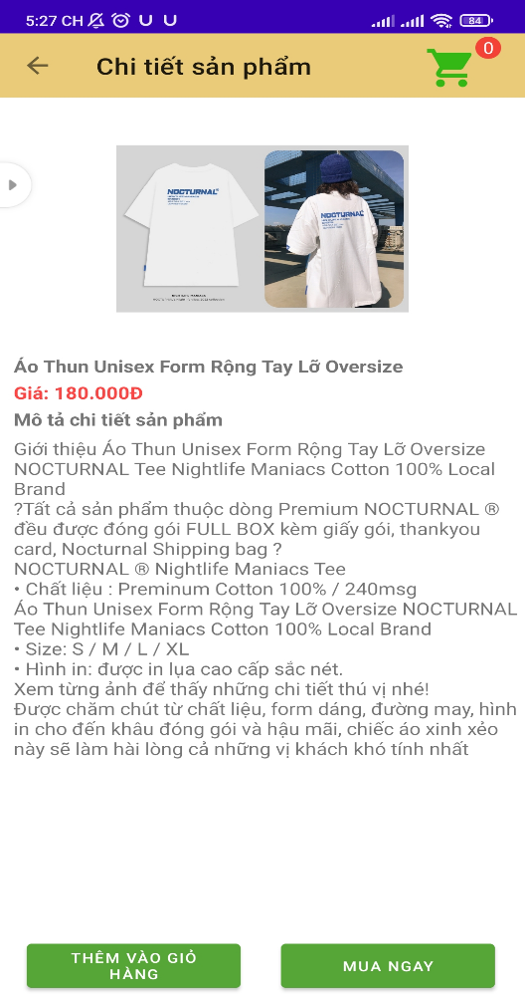 5:27 CH
84
Chi tiết sản phẩm
0
NOCTURNAL
NOCTURNAL
Áo Thun Unisex Form Rộng Tay Lỡ Oversize
Giá: 180.000Đ
Mô tả chi tiết sản phẩm
Giới thiệu Áo Thun Unisex Form Rộng Tay Lỡ Oversize
NOCTURNAL Tee Nightlife Maniacs Cotton 100% Local
Brand
?Tất cả sản phẩm thuộc dòng Premium NOCTURNAL ®
đều được đóng gói FULL BOX kèm giấy gói, thankyou
card, Nocturnal Shipping bag ?
NOCTURNAL ® Nightlife Maniacs Tee
• Chất liệu : Preminum Cotton 100% / 240msg
Áo Thun Unisex Form Rộng Tay Lỡ Oversize NOCTURNAL
Tee Nightlife Maniacs Cotton 100% Local Brand
• Size: S / M / L / XL
• Hình in: được in lụa cao cấp sắc nét.
Xem từng ảnh để thấy những chi tiết thú vị nhé!
Được chăm chút từ chất liệu, form dáng, đường may, hình
in cho đến khâu đóng gói và hậu mãi, chiếc áo xinh xẻo
này sẽ làm hài lòng cả những vị khách khó tính nhất
THÊM VÀO GIỎ
HÀNG
MUA NGAY